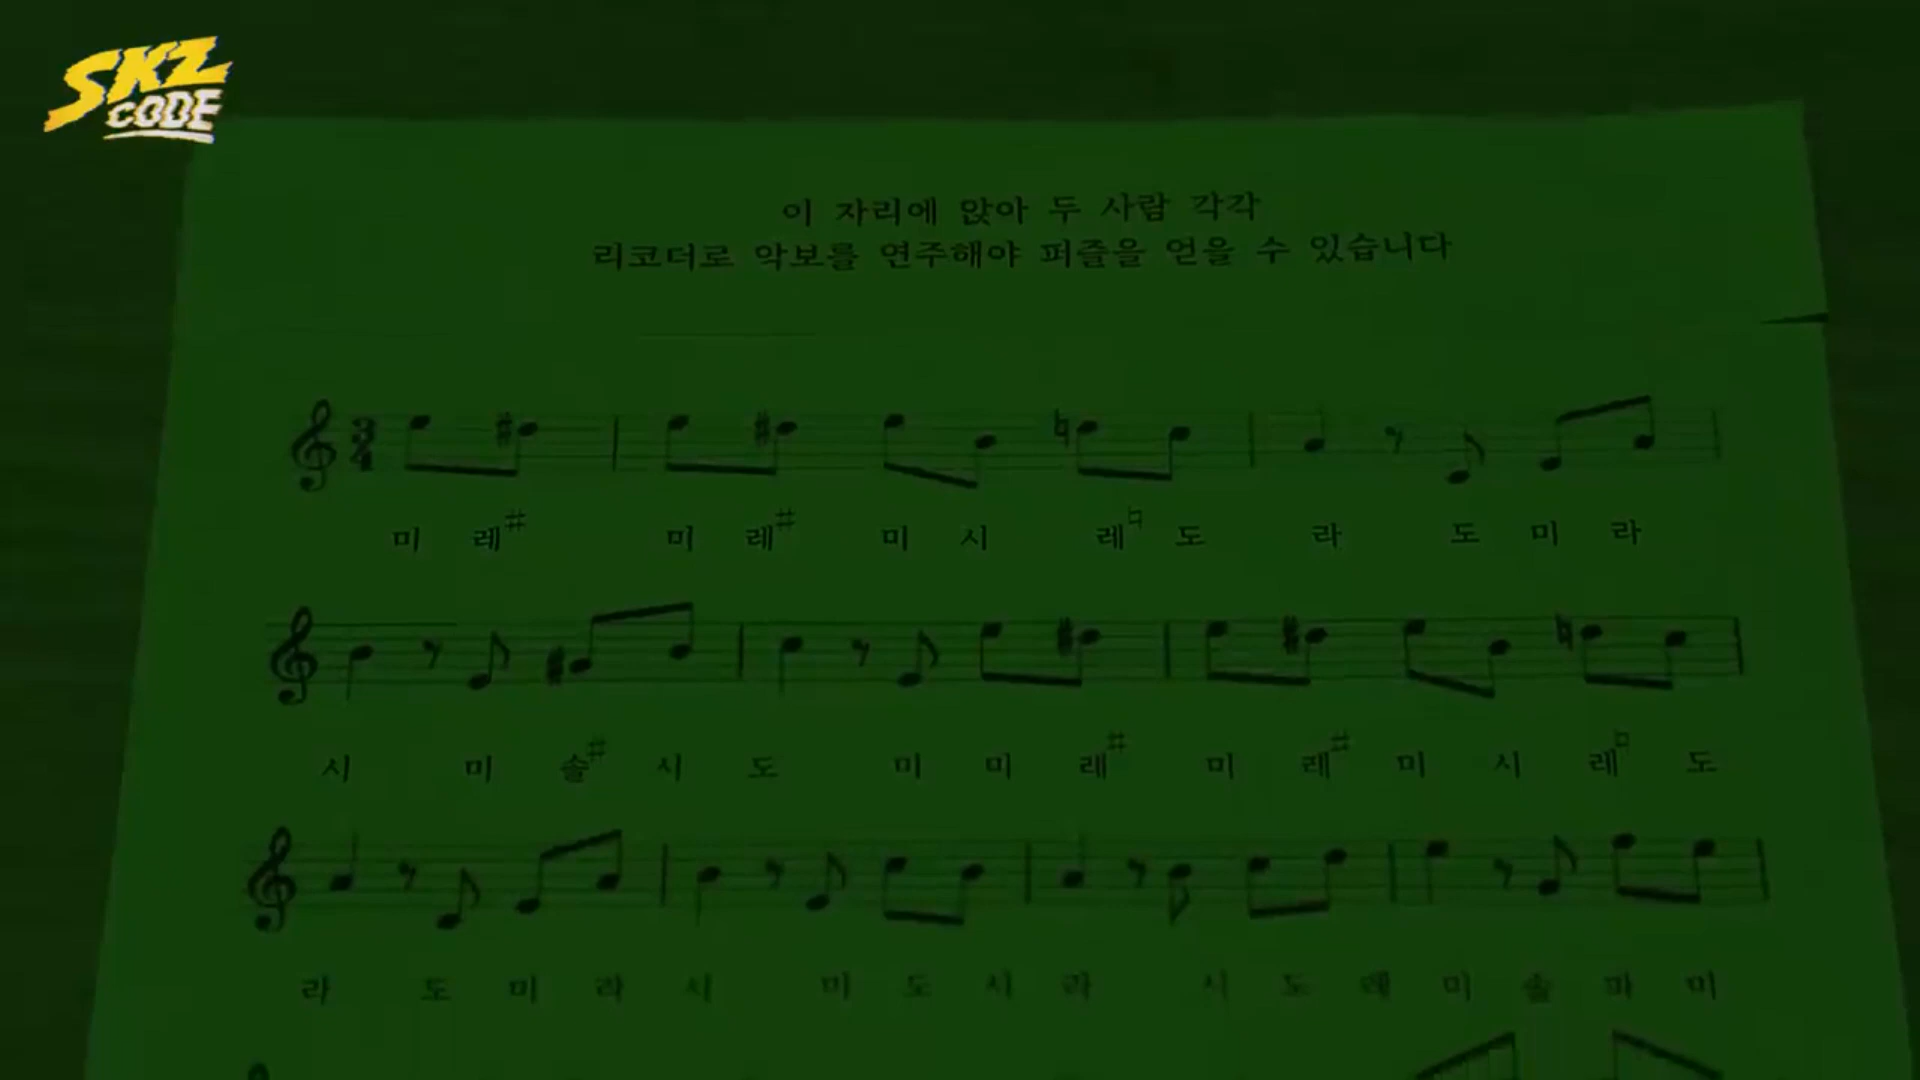 SKZ
CODE
이 자리에 앉아 두 사람 각각
리코더로 악보를 연주해야 퍼즐을 얻을 수 있습니다
3
4
미 레# 미 레# 미 시 레♮ 도 라 도 미 라
시 미 솔# 시 도 미 미 레# 미 레# 미 시 레♮ 도
라 도 미 라 시 미 도 시 라 시 도 레 미 솔 파 미